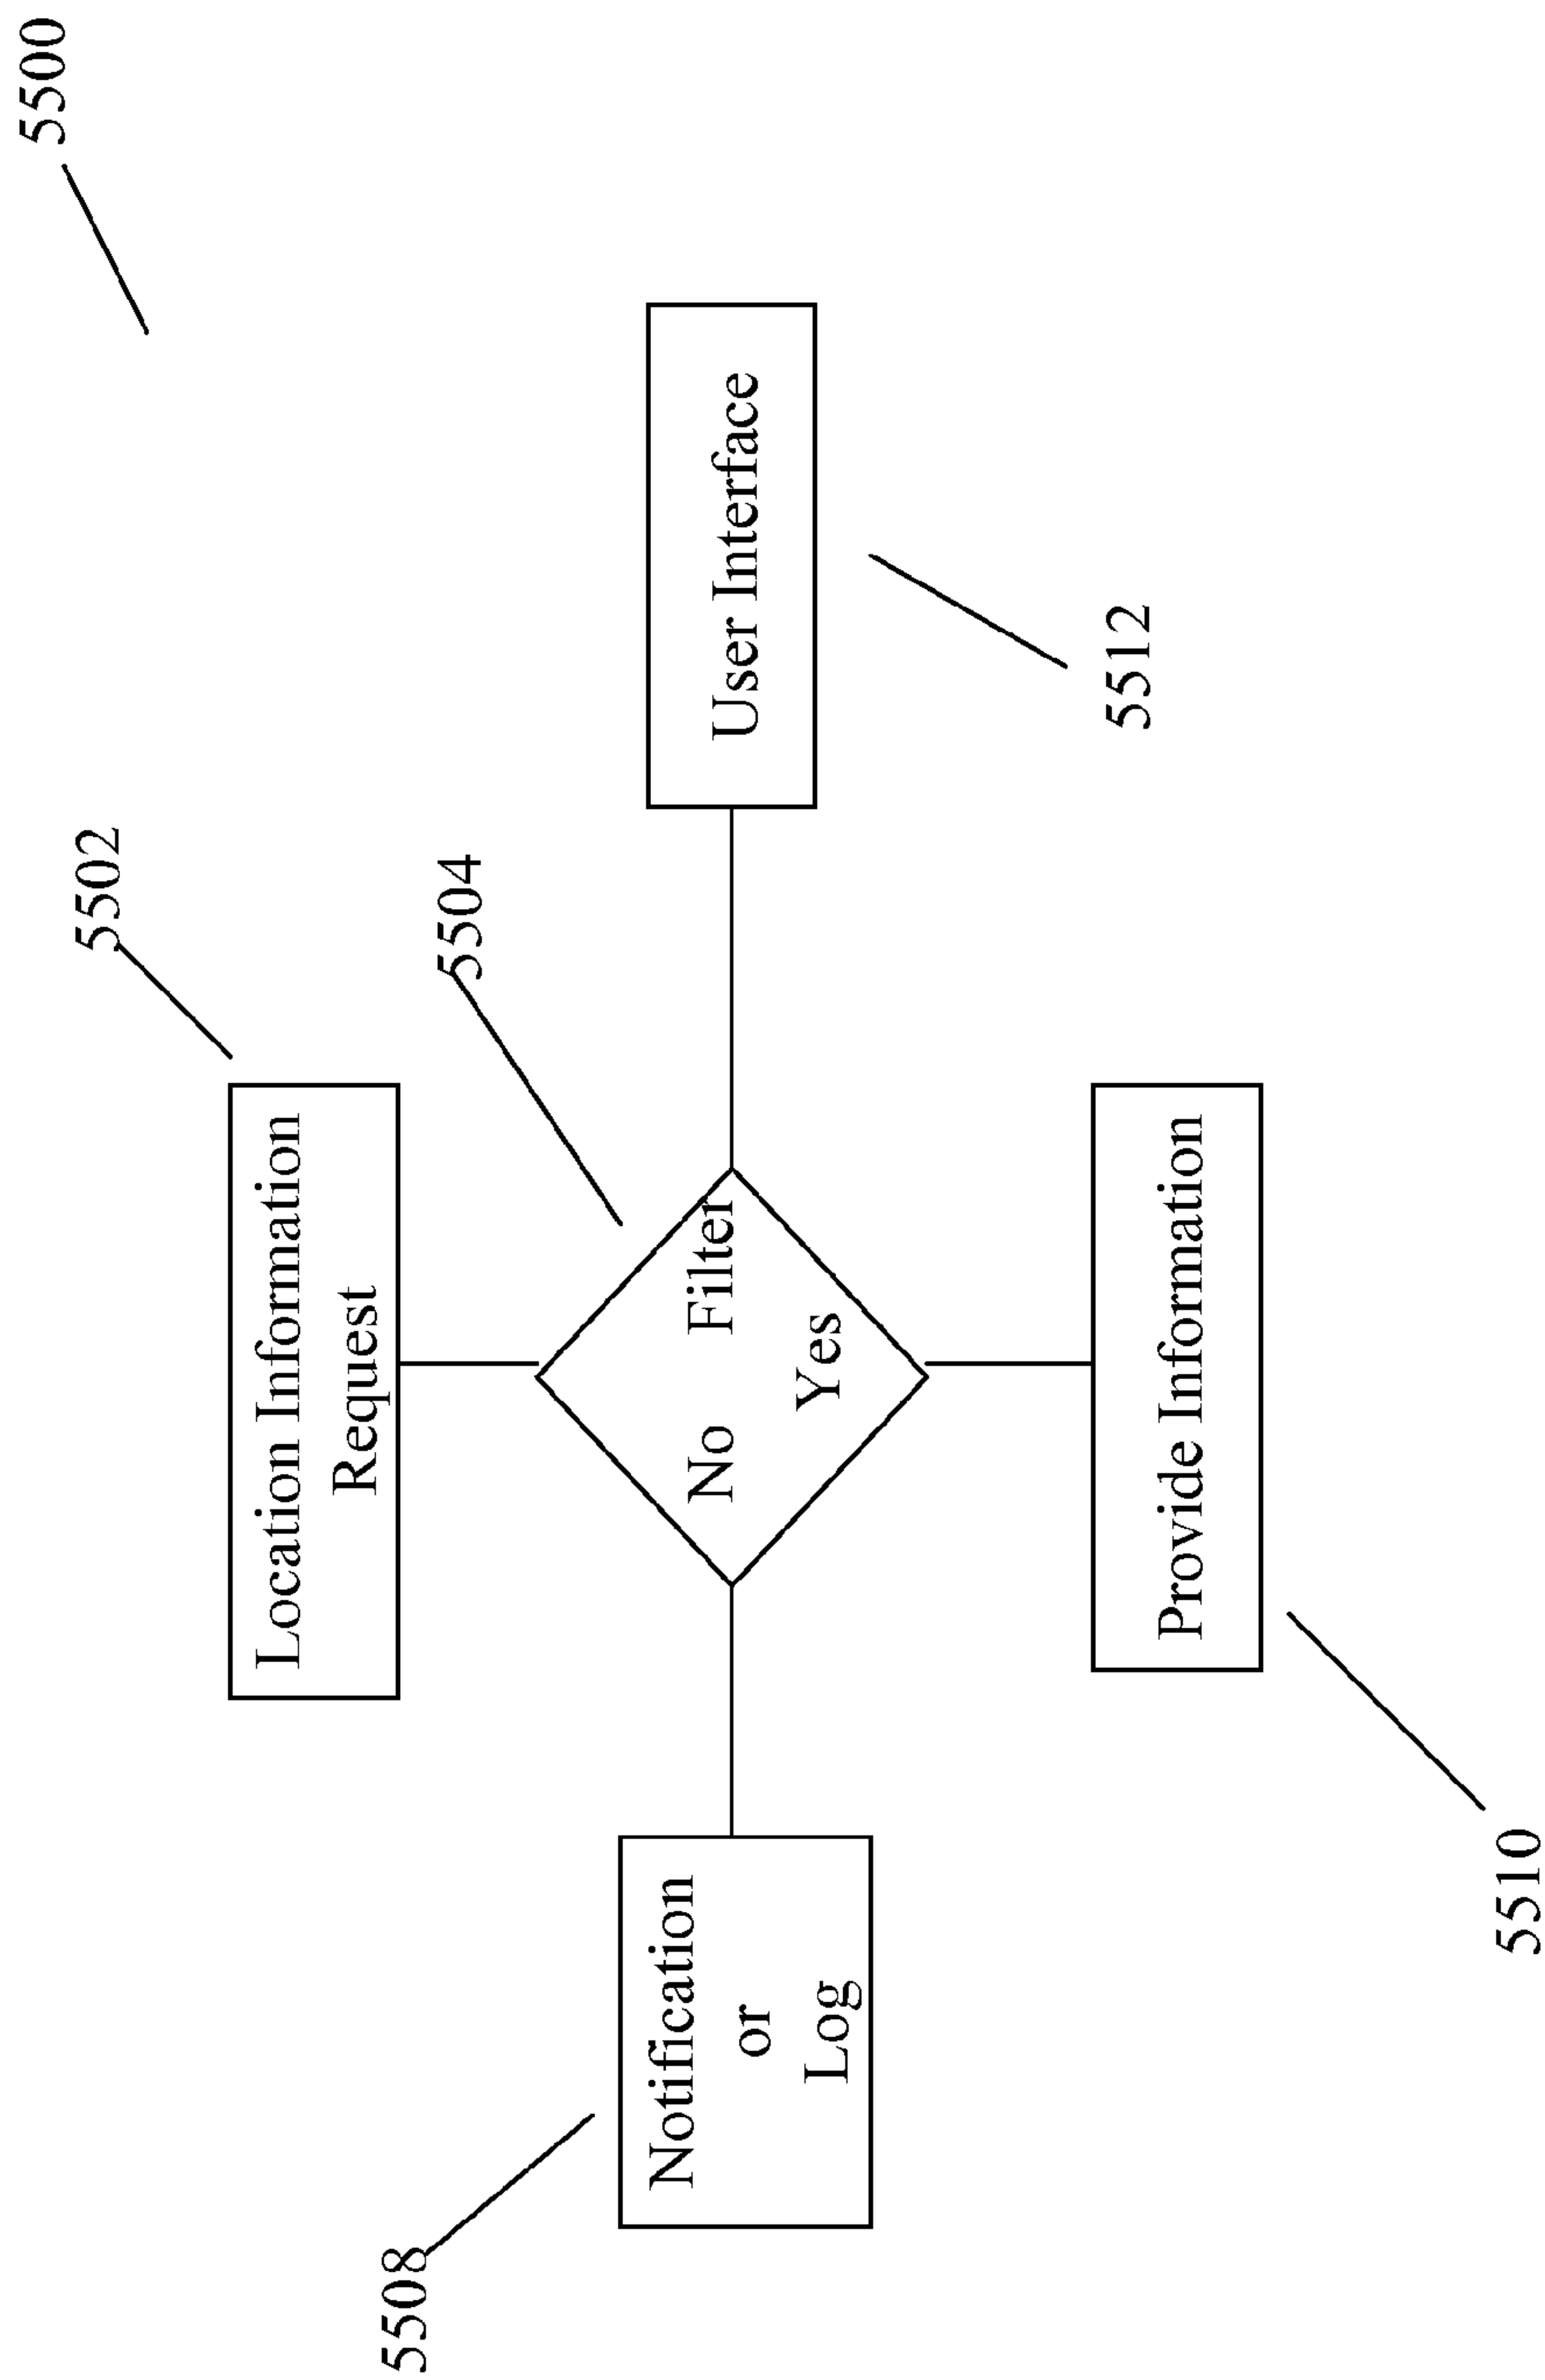 5500
5502
Location Information
Request
5504
No
Filter
Yes
User Interface
5512
5508
Notification
or
Log
Provide Information
5510